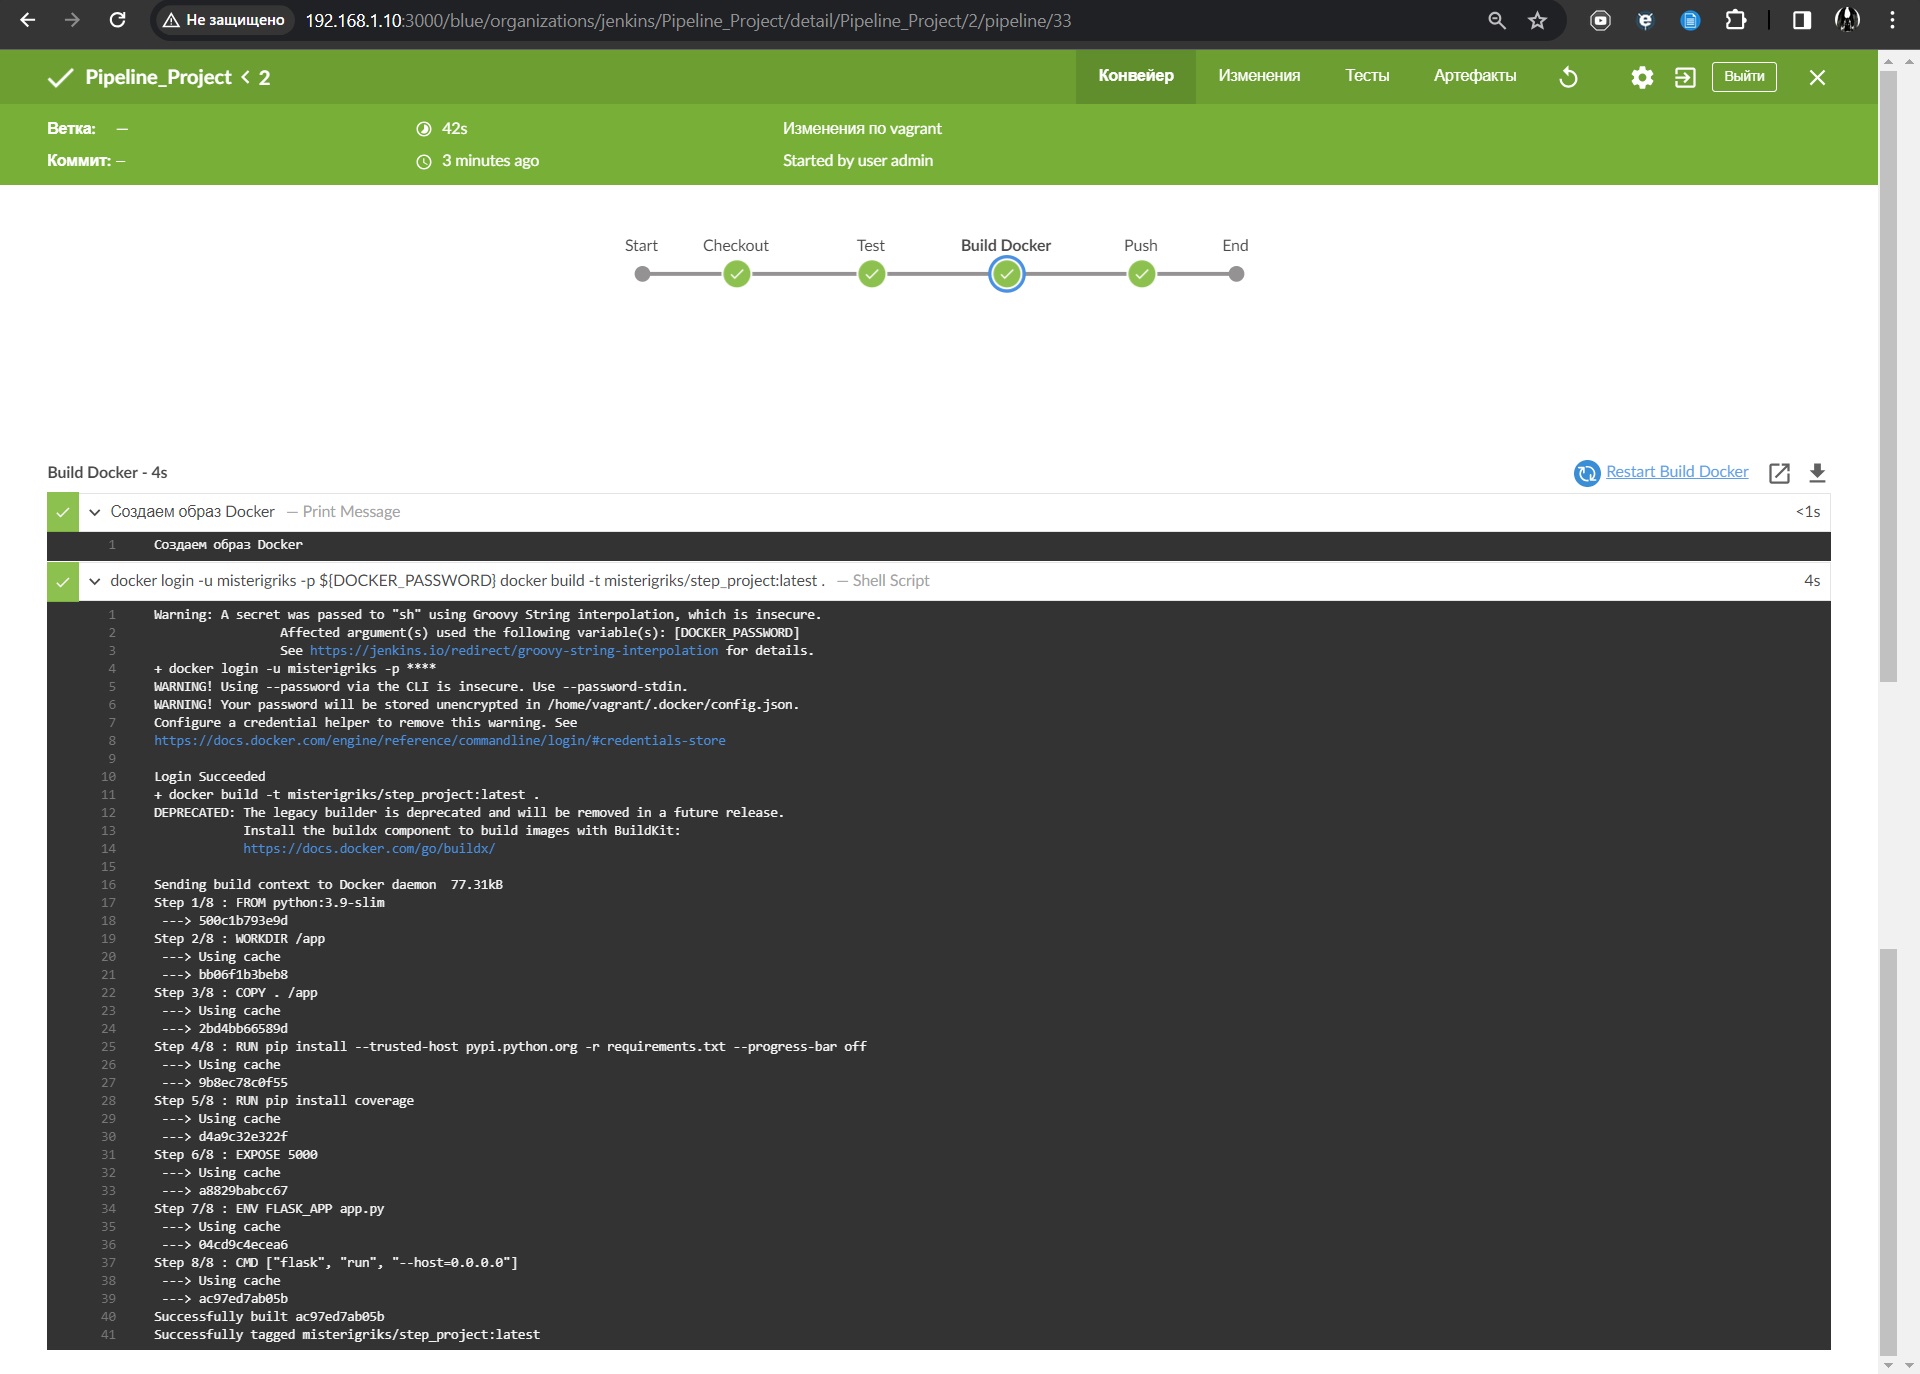 Не защищено 192.168.1.10:3000/blue/organizations/jenkins/Pipeline_Project/detail/Pipeline_Project/2/pipeline/33
Pipeline_Project < 2 Конвейер Изменения Тесты Артефакты Выйти
Ветка: — 42s Изменения по vagrant
Коммит: — 3 minutes ago Started by user admin
Start Checkout Test Build Docker Push End
Build Docker - 4s Restart Build Docker
Создаем образ Docker — Print Message <1s
1 Создаем образ Docker
docker login -u misterigriks -p ${DOCKER_PASSWORD} docker build -t misterigriks/step_project:latest . — Shell Script 4s
1 Warning: A secret was passed to "sh" using Groovy String interpolation, which is insecure.
2 Affected argument(s) used the following variable(s): [DOCKER_PASSWORD]
3 See https://jenkins.io/redirect/groovy-string-interpolation for details.
4 + docker login -u misterigriks -p ****
5 WARNING! Using --password via the CLI is insecure. Use --password-stdin.
6 WARNING! Your password will be stored unencrypted in /home/vagrant/.docker/config.json.
7 Configure a credential helper to remove this warning. See
8 https://docs.docker.com/engine/reference/commandline/login/#credentials-store
9
10 Login Succeeded
11 + docker build -t misterigriks/step_project:latest .
12 DEPRECATED: The legacy builder is deprecated and will be removed in a future release.
13 Install the buildx component to build images with BuildKit:
14 https://docs.docker.com/go/buildx/
15
16 Sending build context to Docker daemon 77.31kB
17 Step 1/8 : FROM python:3.9-slim
18 ---> 500c1b793e9d
19 Step 2/8 : WORKDIR /app
20 ---> Using cache
21 ---> bb06f1b3beb8
22 Step 3/8 : COPY . /app
23 ---> Using cache
24 ---> 2bd4bb66589d
25 Step 4/8 : RUN pip install --trusted-host pypi.python.org -r requirements.txt --progress-bar off
26 ---> Using cache
27 ---> 9b8ec78c0f55
28 Step 5/8 : RUN pip install coverage
29 ---> Using cache
30 ---> d4a9c32e322f
31 Step 6/8 : EXPOSE 5000
32 ---> Using cache
33 ---> a8829babcc67
34 Step 7/8 : ENV FLASK_APP app.py
35 ---> Using cache
36 ---> 04cd9c4ecea6
37 Step 8/8 : CMD ["flask", "run", "--host=0.0.0.0"]
38 ---> Using cache
39 ---> ac97ed7ab05b
40 Successfully built ac97ed7ab05b
41 Successfully tagged misterigriks/step_project:latest